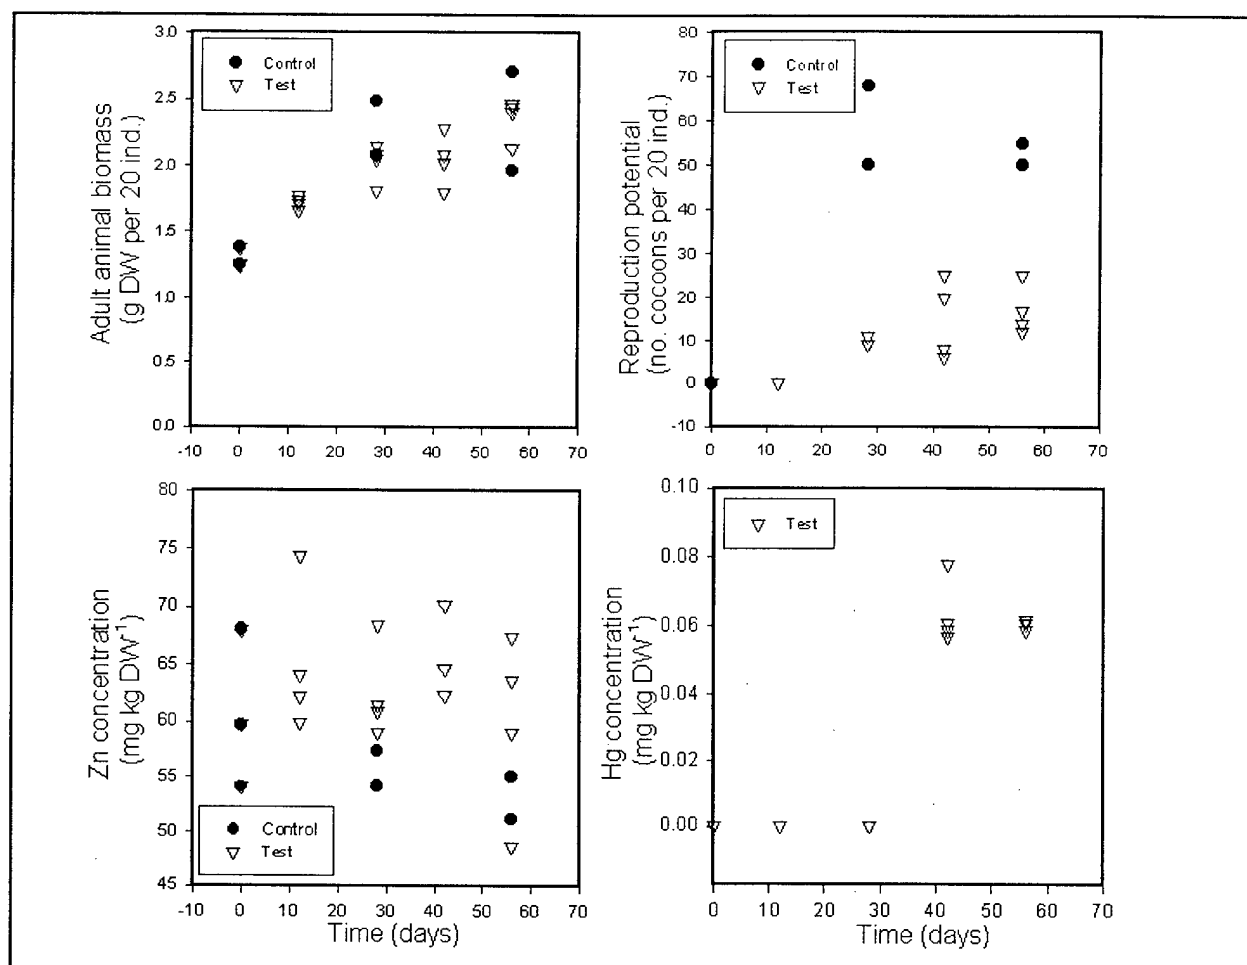 Adult animal biomass
(g DW per 20 ind.)
3.0
2.5
2.0
1.5
1.0
0.5
0.0
Control
Test
-10 0 10 20 30 40 50 60 70
Reproduction potential
(no. cocoons per 20 ind.)
80
70
60
50
40
30
20
10
0
-10
Control
Test
0 10 20 30 40 50 60 70
Zn concentration
(mg kg DW-1)
80
75
70
65
60
55
50
45
Control
Test
-10 0 10 20 30 40 50 60 70
Time (days)
Hg concentration
(mg kg DW-1)
0.10
0.08
0.06
0.04
0.02
0.00
Test
0 10 20 30 40 50 60 70
Time (days)